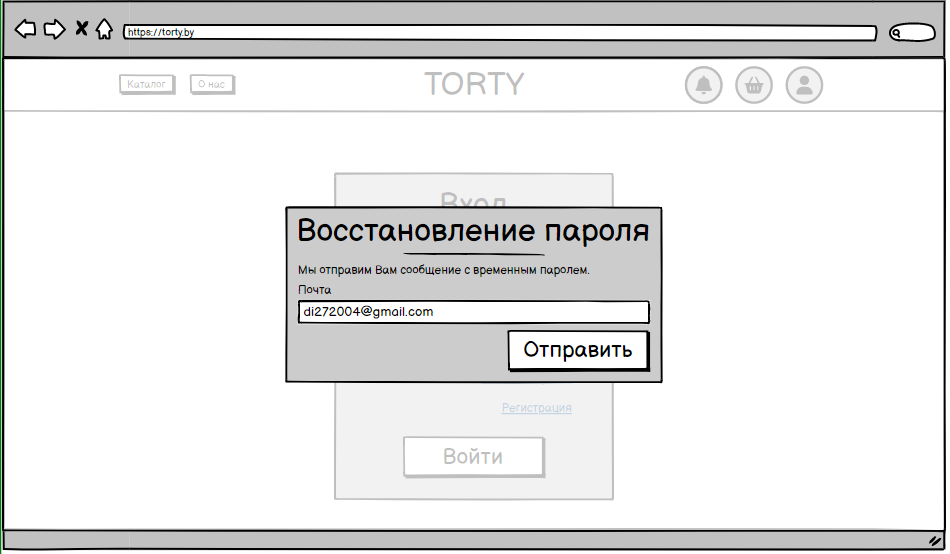 https://torty.by
Каталог
О нас
TORTY
Вход
Восстановление пароля
Мы отправим Вам сообщение с временным паролем.
Почта
di272004@gmail.com
Отправить
Регистрация
Войти